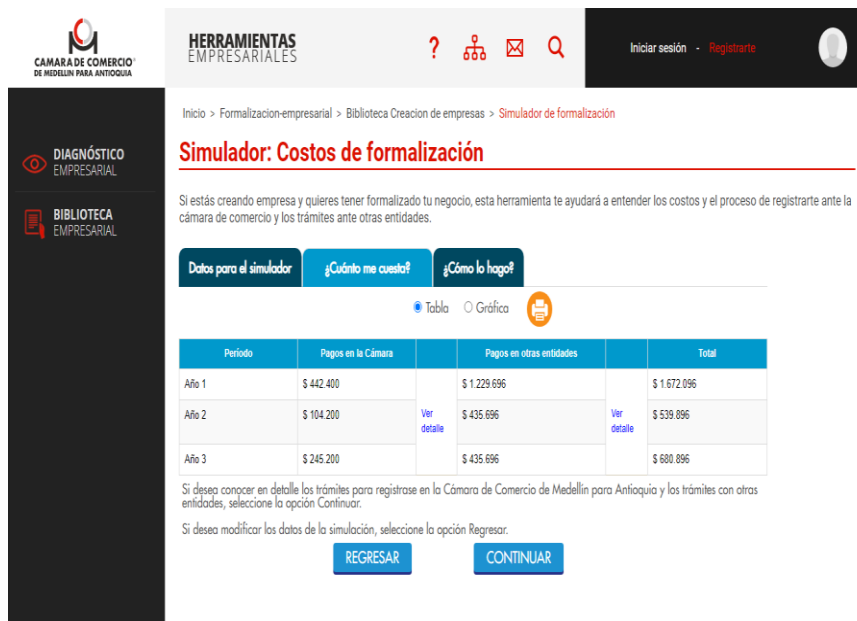 CAMARA DE COMERCIO
DE MEDELLIN PARA ANTIOQUIA
HERRAMIENTAS
EMPRESARIALES
?
Iniciar sesión - Registrarte
DIAGNÓSTICO
EMPRESARIAL
BIBLIOTECA
EMPRESARIAL
Inicio > Formalizacion-empresarial > Biblioteca Creacion de empresas > Simulador de formalización
Simulador: Costos de formalización
Si estás creando empresa y quieres tener formalizado tu negocio, esta herramienta te ayudará a entender los costos y el proceso de registrarte ante la
cámara de comercio y los trámites ante otras entidades.
Datos para el simulador ¿Cuánto me cuesta? ¿Cómo lo hago?
Tabla Gráfica
Periodo Pagos en la Cámara Pagos en otras entidades Total
Año 1 $ 442.400 $ 1.229.696 $ 1.672.096
Año 2 $ 104.200 Ver detalle $ 435.696 Ver detalle $ 539.896
Año 3 $ 245.200 $ 435.696 $ 680.896
Si desea conocer en detalle los trámites para registrase en la Cámara de Comercio de Medellín para Antioquia y los trámites con otras
entidades, seleccione la opción Continuar.
Si desea modificar los datos de la simulación, seleccione la opción Regresar.
REGRESAR CONTINUAR